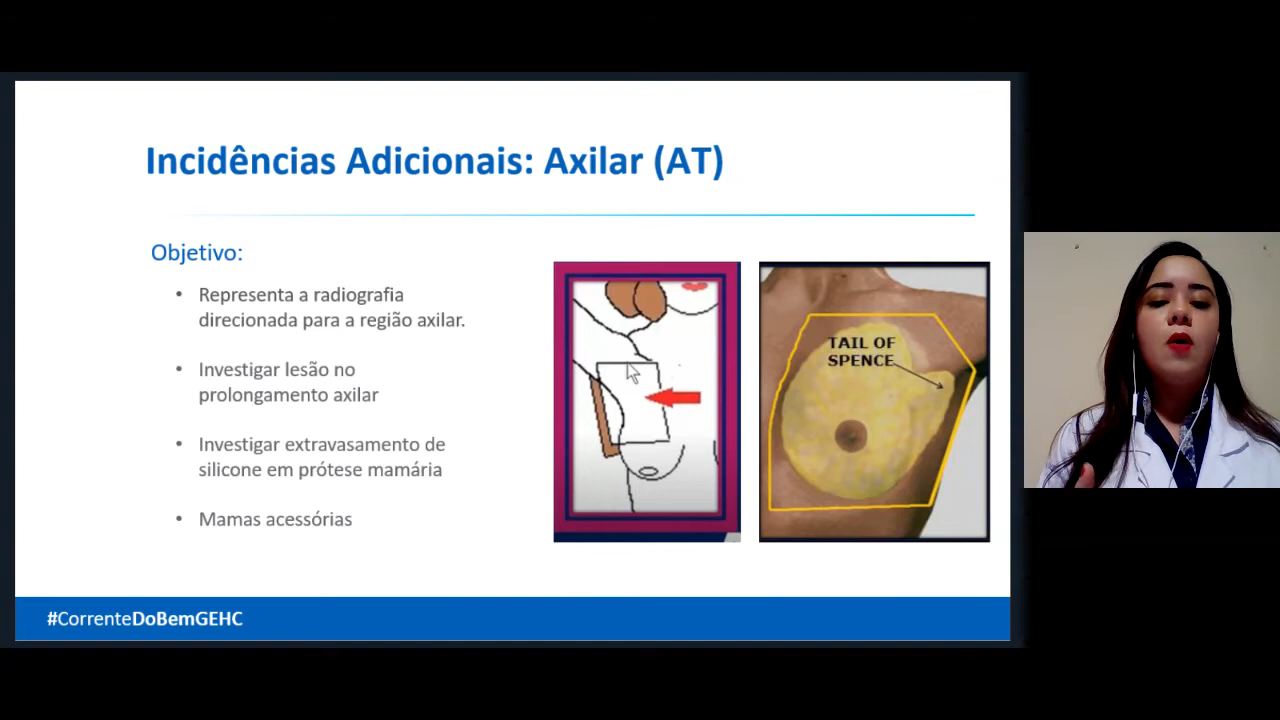 Incidências Adicionais: Axilar (AT)
Objetivo:
• Representa a radiografia
direcionada para a região axilar.
• Investigar lesão no
prolongamento axilar
• Investigar extravasamento de
silicone em prótese mamária
• Mamas acessórias
TAIL OF
SPENCE
#CorrenteDoBemGEHC